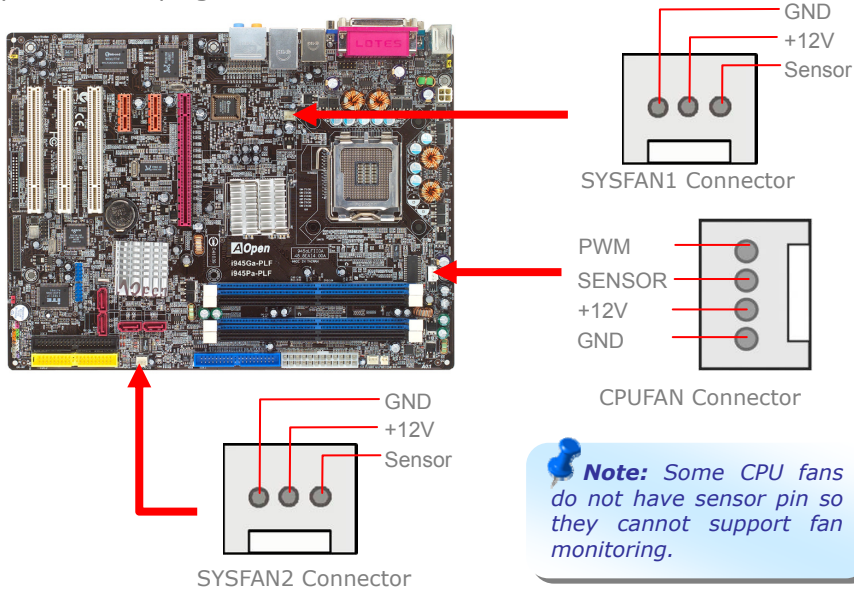 GND
+12V
Sensor
SYSFAN1 Connector
LOTES
AOpen
i945Ga-PLF
i945Pa-PLF
PWM
SENSOR
+12V
GND
CPUFAN Connector
GND
+12V
Sensor
SYSFAN2 Connector
Note: Some CPU fans
do not have sensor pin so
they cannot support fan
monitoring.